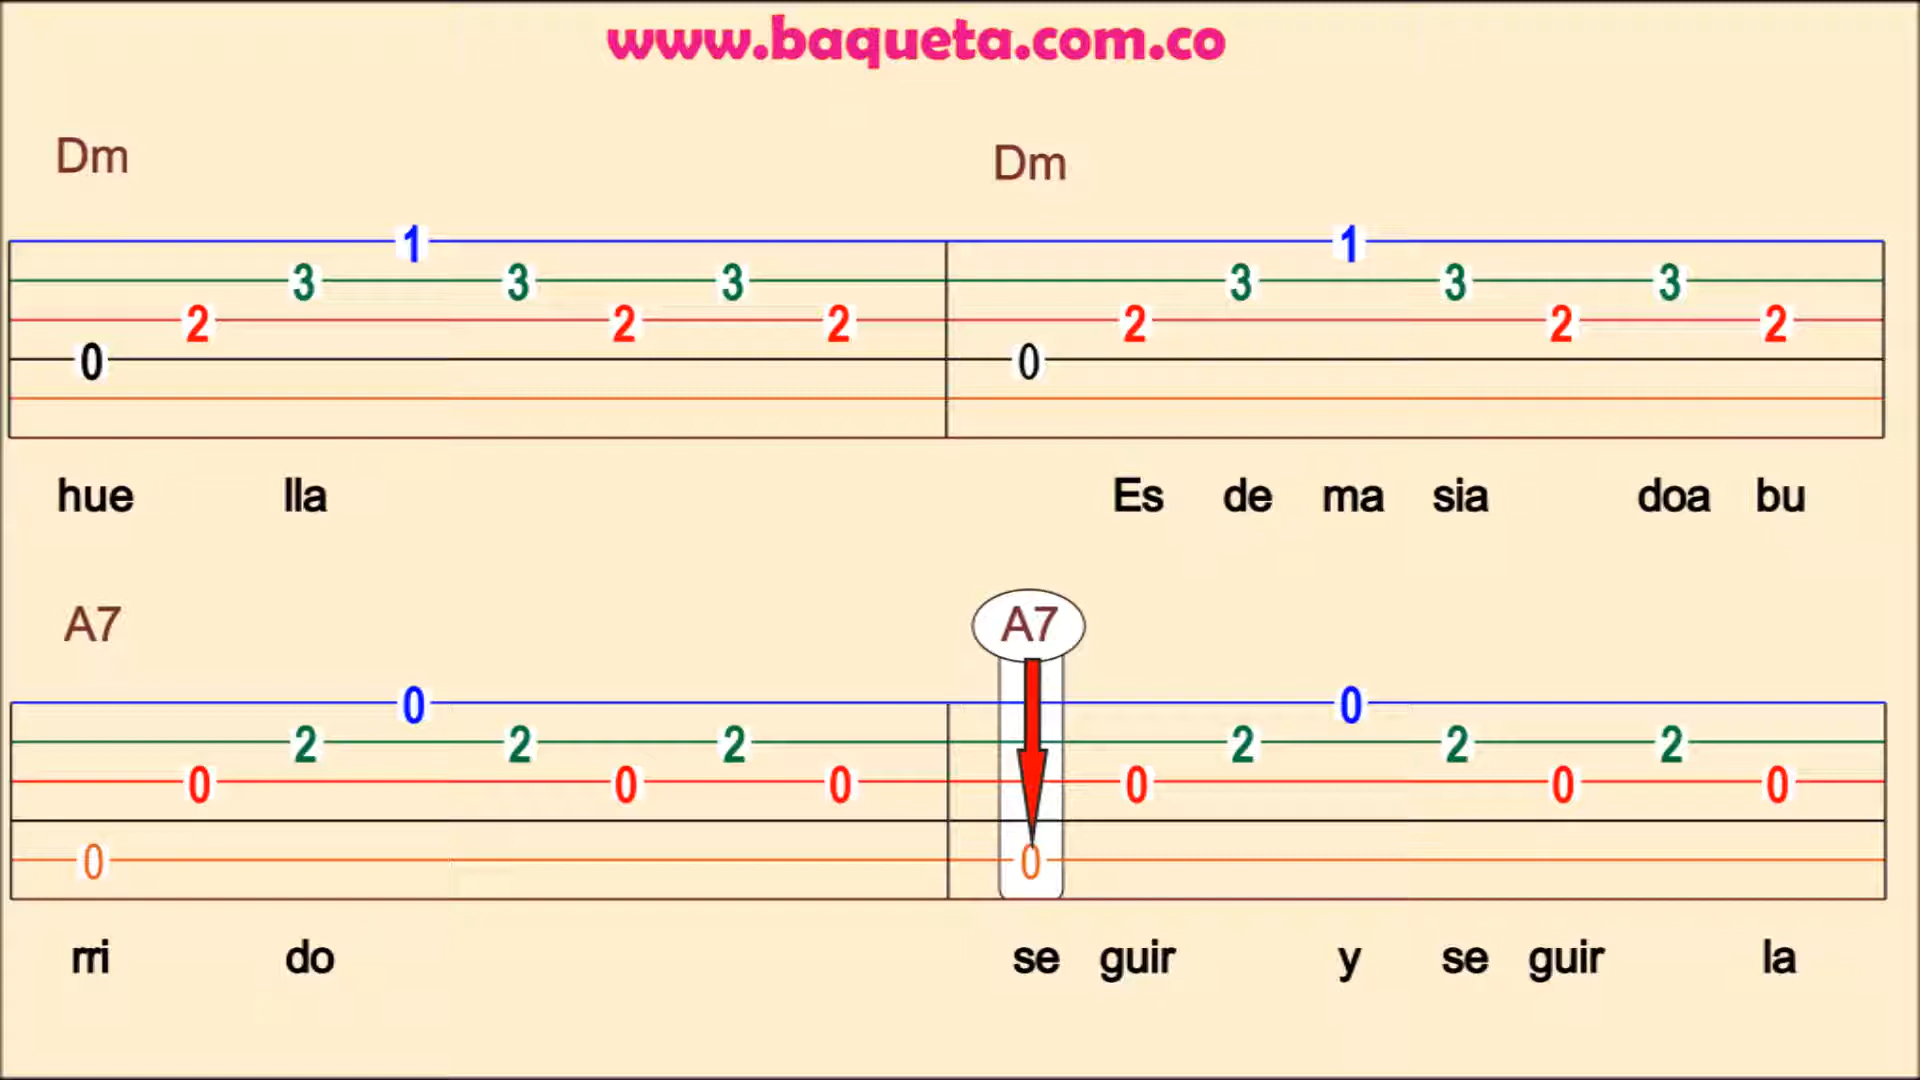 www.baqueta.com.co
Dm Dm
1 1
3 3 3 3 3 3
2 2 2 2 2 2
0 0
hue lla Es de ma sia doa bu
A7 A7
0 0
2 2 2 2 2 2
0 0 0 0 0 0
0 0
rri do se guir y se guir la